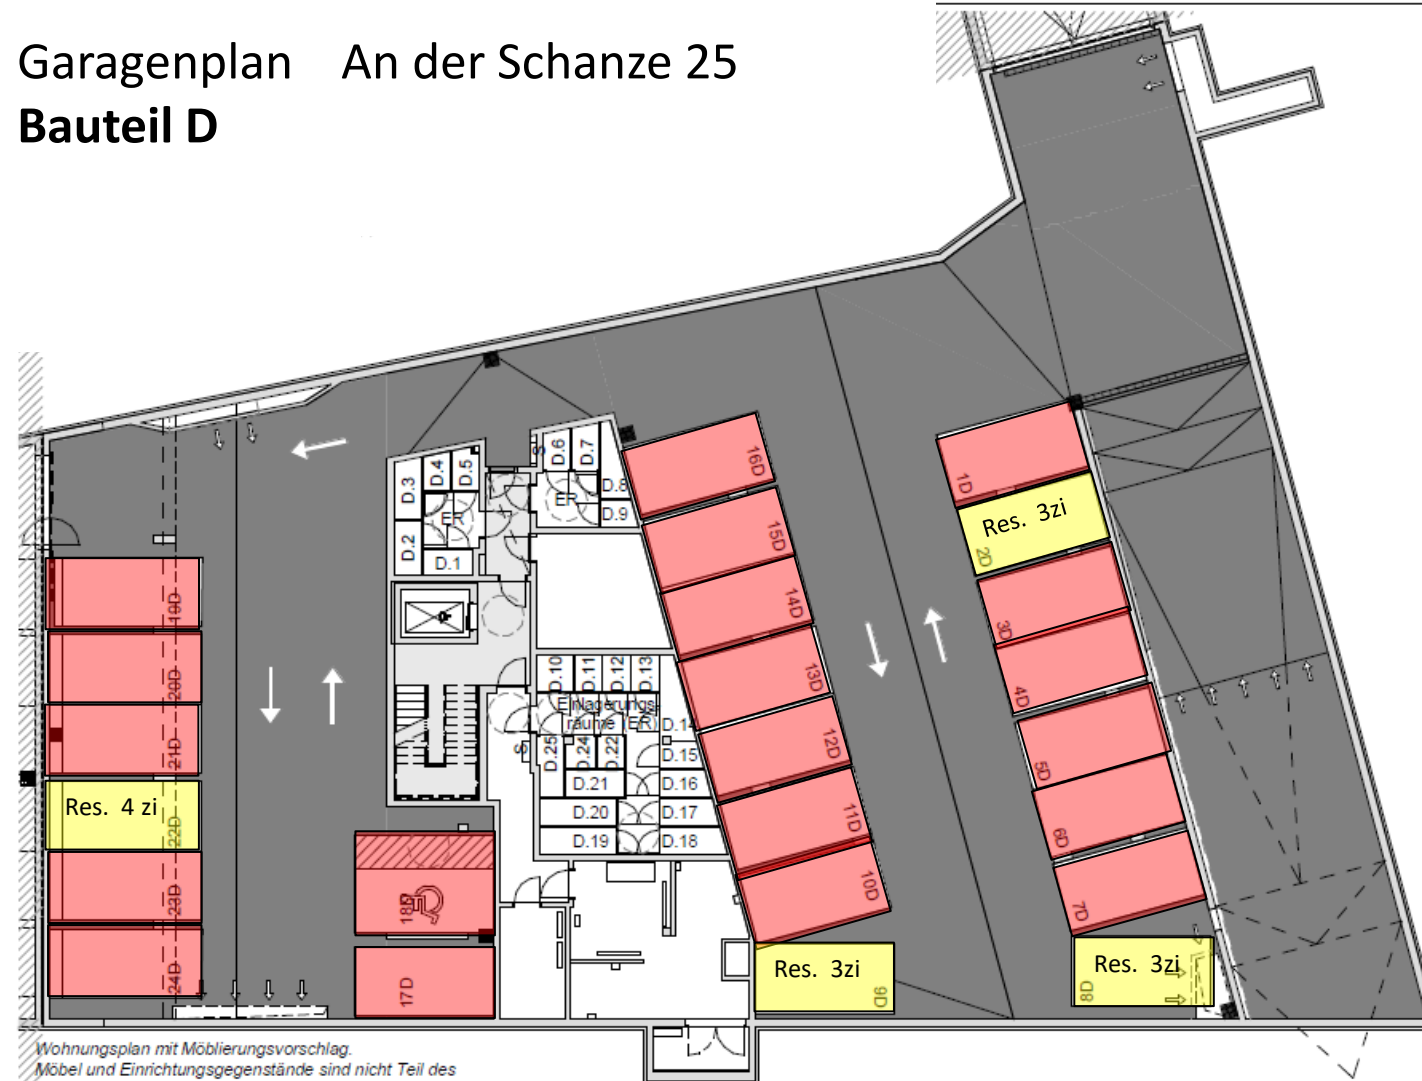 Garagenplan An der Schanze 25
Bauteil D
D.6
D.7
D.8
D.9
ER
S
D.3
D.4
D.5
ER
D.2
D.1
16D
15D
14D
13D
12D
11D
10D
Res. 3zi
9D
1D
Res. 3zi
2D
3D
4D
5D
6D
7D
Res. 3zi
8D
19D
20D
21D
Res. 4 zi
22D
23D
24D
18D
17D
D.10
D.11
D.12
D.13
Einlagerungs-
räume (ER)
D.14
D.15
D.16
D.17
D.18
S
D.25
D.24
D.22
D.21
D.20
D.19
Wohnungsplan mit Möblierungsvorschlag.
Möbel und Einrichtungsgegenstände sind nicht Teil des